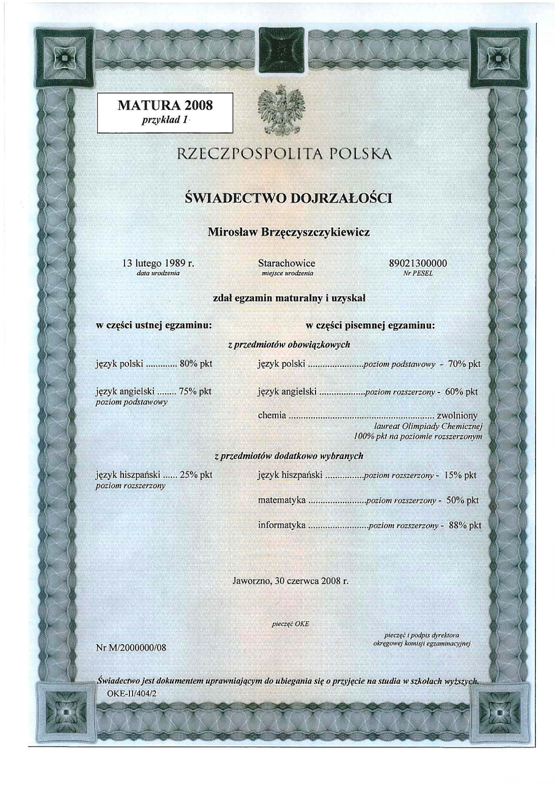 MATURA 2008
przykład 1
RZECZPOSPOLITA POLSKA
ŚWIADECTWO DOJRZAŁOŚCI
Mirosław Brzęczyszczykiewicz
13 lutego 1989 r. Starachowice 89021300000
data urodzenia miejsce urodzenia Nr PESEL
zdał egzamin maturalny i uzyskał
w części ustnej egzaminu: w części pisemnej egzaminu:
z przedmiotów obowiązkowych
język polski ............. 80% pkt język polski ......................poziom podstawowy - 70% pkt
język angielski ........ 75% pkt język angielski ..................poziom rozszerzony - 60% pkt
poziom podstawowy
chemia ...................................................... zwolniony
laureat Olimpiady Chemicznej
100% pkt na poziomie rozszerzonym
z przedmiotów dodatkowo wybranych
język hiszpański ...... 25% pkt język hiszpański ................poziom rozszerzony - 15% pkt
poziom rozszerzony
matematyka ......................poziom rozszerzony - 50% pkt
informatyka ........................poziom rozszerzony - 88% pkt
Jaworzno, 30 czerwca 2008 r.
pieczęć OKE
pieczęć i podpis dyrektora
okręgowej komisji egzaminacyjnej
Nr M/2000000/08
Świadectwo jest dokumentem uprawniającym do ubiegania się o przyjęcie na studia w szkołach wyższych.
OKE-II/404/2